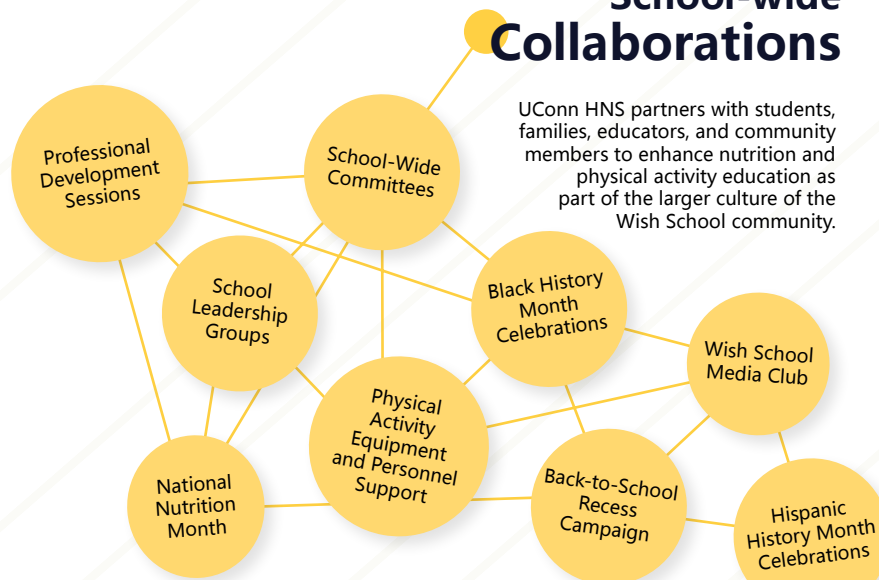 School-wide
Collaborations
UConn HNS partners with students,
families, educators, and community
members to enhance nutrition and
physical activity education as
part of the larger culture of the
Wish School community.
Professional
Development
Sessions
School-Wide
Committees
School
Leadership
Groups
Black History
Month
Celebrations
Wish School
Media Club
Physical
Activity
Equipment
and Personnel
Support
National
Nutrition
Month
Back-to-School
Recess
Campaign
Hispanic
History Month
Celebrations